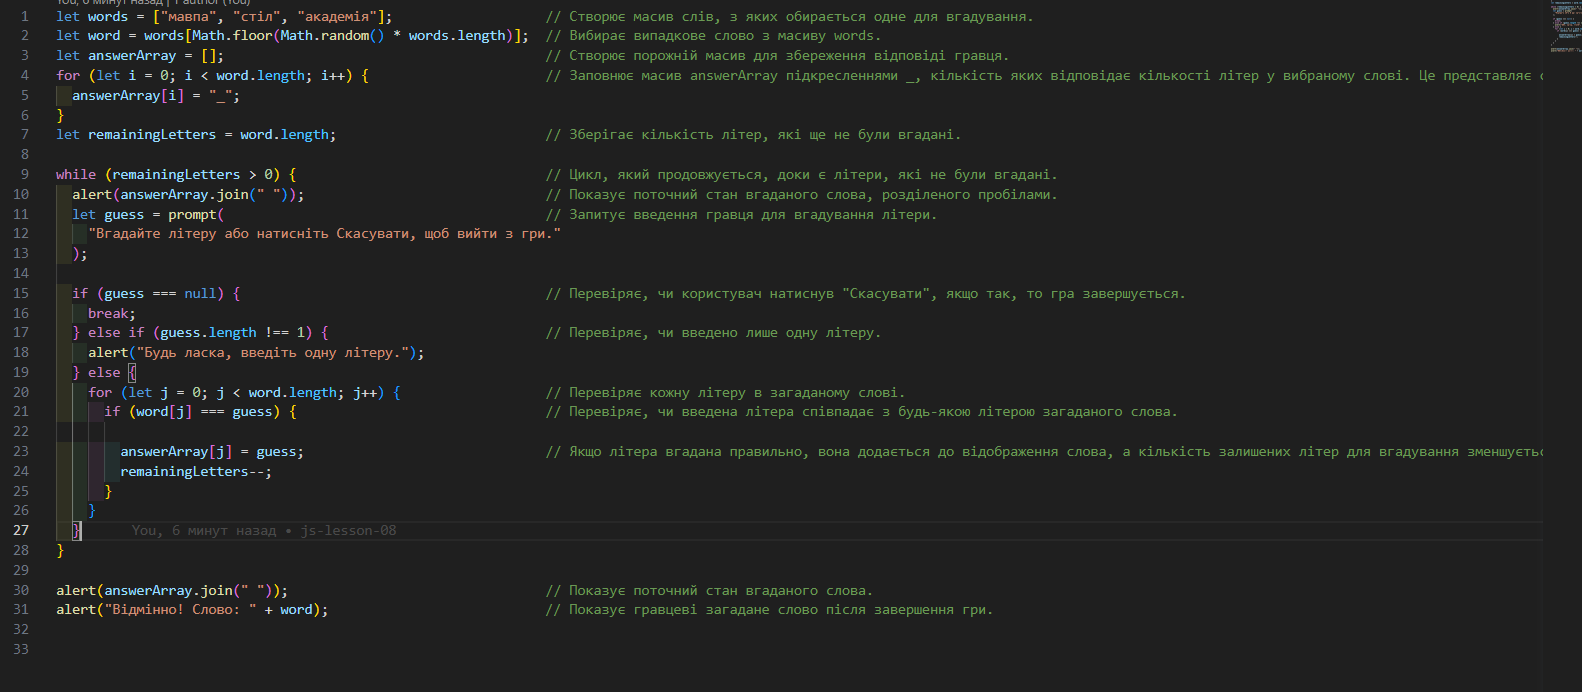 You, 6 минут назад | 1 author (You)
1 let words = ["мавпа", "стіл", "академія"]; // Створює масив слів, з яких обирається одне для вгадування.
2 let word = words[Math.floor(Math.random() * words.length)]; // Вибирає випадкове слово з масиву words.
3 let answerArray = []; // Створює порожній масив для збереження відповіді гравця.
4 for (let i = 0; i < word.length; i++) { // Заповнює масив answerArray підкресленнями _, кількість яких відповідає кількості літер у вибраному слові. Це представляє
5 answerArray[i] = "_";
6 }
7 let remainingLetters = word.length; // Зберігає кількість літер, які ще не були вгадані.
8
9 while (remainingLetters > 0) { // Цикл, який продовжується, доки є літери, які не були вгадані.
10 alert(answerArray.join(" ")); // Показує поточний стан вгаданого слова, розділеного пробілами.
11 let guess = prompt( // Запитує введення гравця для вгадування літери.
12 "Вгадайте літеру або натисніть Скасувати, щоб вийти з гри."
13 );
14
15 if (guess === null) { // Перевіряє, чи користувач натиснув "Скасувати", якщо так, то гра завершується.
16 break;
17 } else if (guess.length !== 1) { // Перевіряє, чи введено лише одну літеру.
18 alert("Будь ласка, введіть одну літеру.");
19 } else {
20 for (let j = 0; j < word.length; j++) { // Перевіряє кожну літеру в загаданому слові.
21 if (word[j] === guess) { // Перевіряє, чи введена літера співпадає з будь-якою літерою загаданого слова.
22
23 answerArray[j] = guess; // Якщо літера вгадана правильно, вона додається до відображення слова, а кількість залишених літер для вгадування зменшуєтьс
24 remainingLetters--;
25 }
26 }
27 } You, 6 минут назад • js-lesson-08
28 }
29
30 alert(answerArray.join(" ")); // Показує поточний стан вгаданого слова.
31 alert("Відмінно! Слово: " + word); // Показує гравцеві загадане слово після завершення гри.
32
33